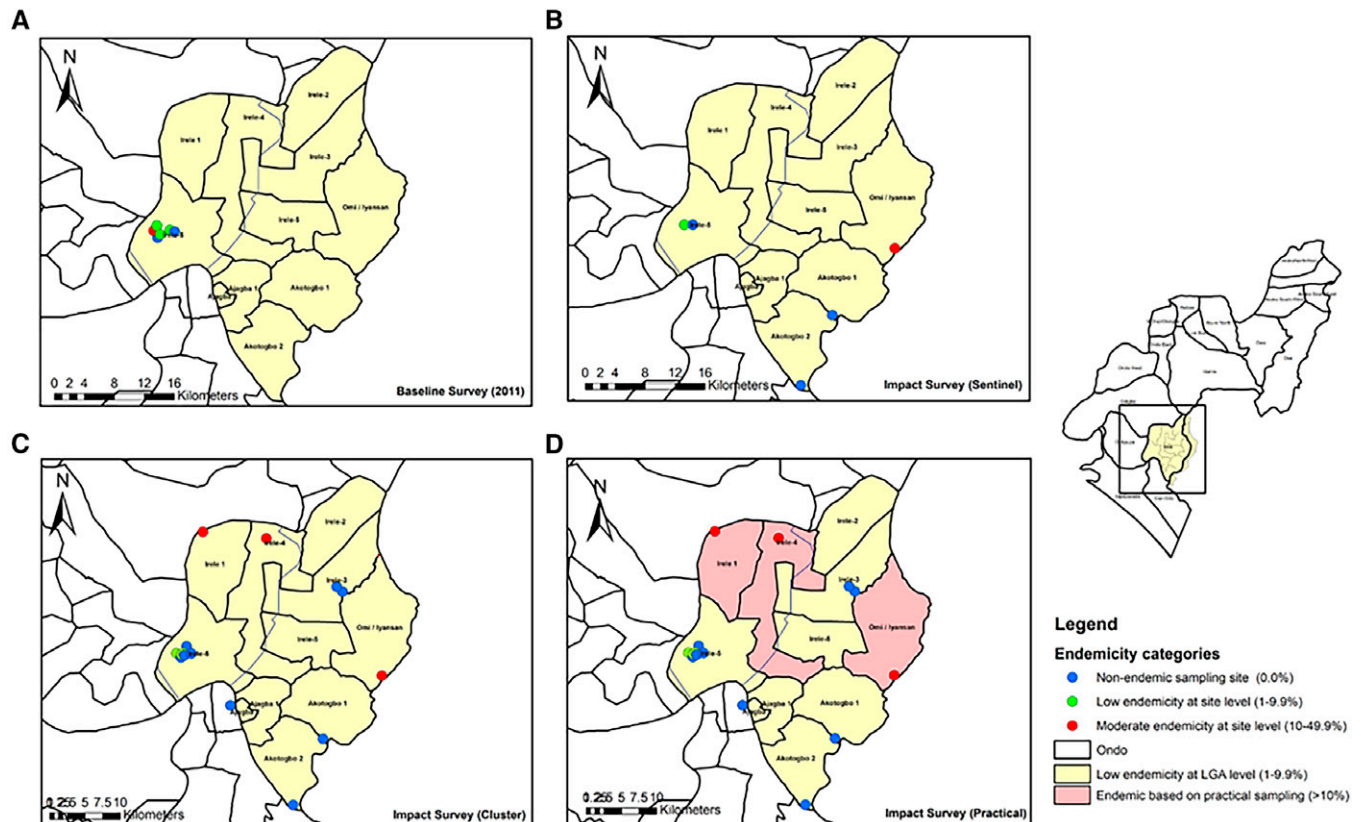 A
N
Irele-2
Irele 1
Irele-4
Irele-3
Omi / Iyansan
Irele-5
Ajagba 1
Akotogbo 1
Akotogbo 2
0 2 4 8 12 16
Kilometers
Baseline Survey (2011)
B
N
Irele-2
Irele-4
Irele 1
Irele-3
Omi / Iyansan
Irele-5
Akotogbo 1
Ajagba 1
Akotogbo 2
0 2 4 8 12 16
Kilometers
Impact Survey (Sentinel)
C
N
Irele-2
Irele-4
Irele 1
Irele-3
Omi / Iyansan
Irele-5
Ajagba 1
Akotogbo 1
Akotogbo 2
Kilometers
Impact Survey (Cluster)
D
N
Irele-2
Irele-4
Irele 1
Irele-3
Omi / Iyansan
Ajagba 1
Akotogbo 1
Akotogbo 2
Kilometers
Impact Survey (Practical)
Legend
Endemicity categories
Non-endemic sampling site (0.0%)
Low endemicity at site level (1-9.9%)
Moderate endemicity at site level (10-49.9%)
Ondo
Low endemicity at LGA level (1-9.9%)
Endemic based on practical sampling (>10%)